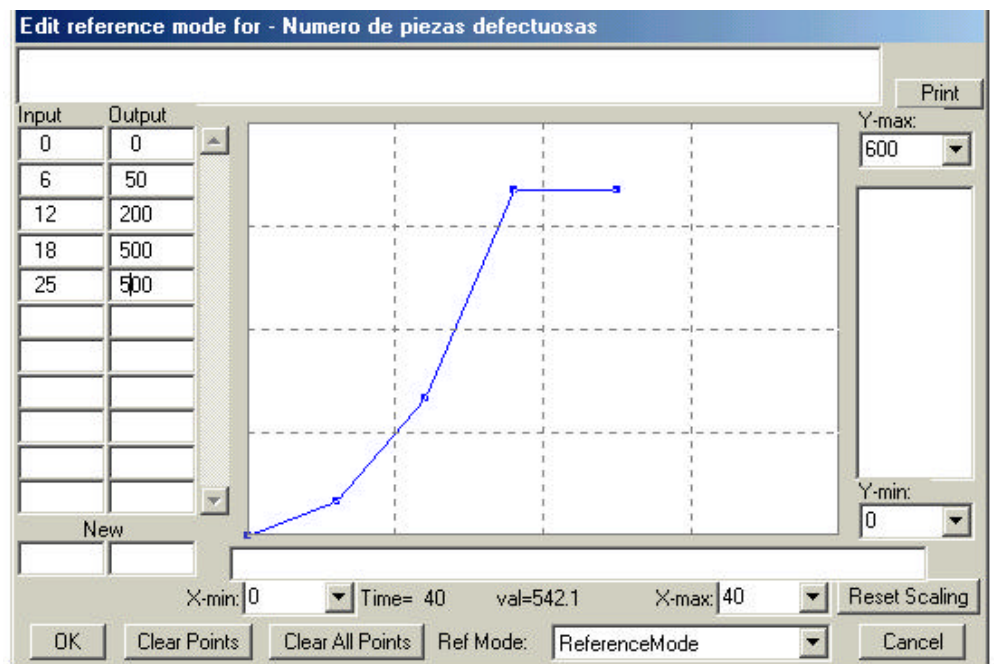 Edit reference mode for - Numero de piezas defectuosas
Print
Input Output
Y-max:
0 0
600
6 50
12 200
18 500
25 500
Y-min:
0
New
X-min: 0 Time= 40 val=542.1 X-max: 40 Reset Scaling
OK Clear Points Clear All Points Ref Mode: ReferenceMode Cancel